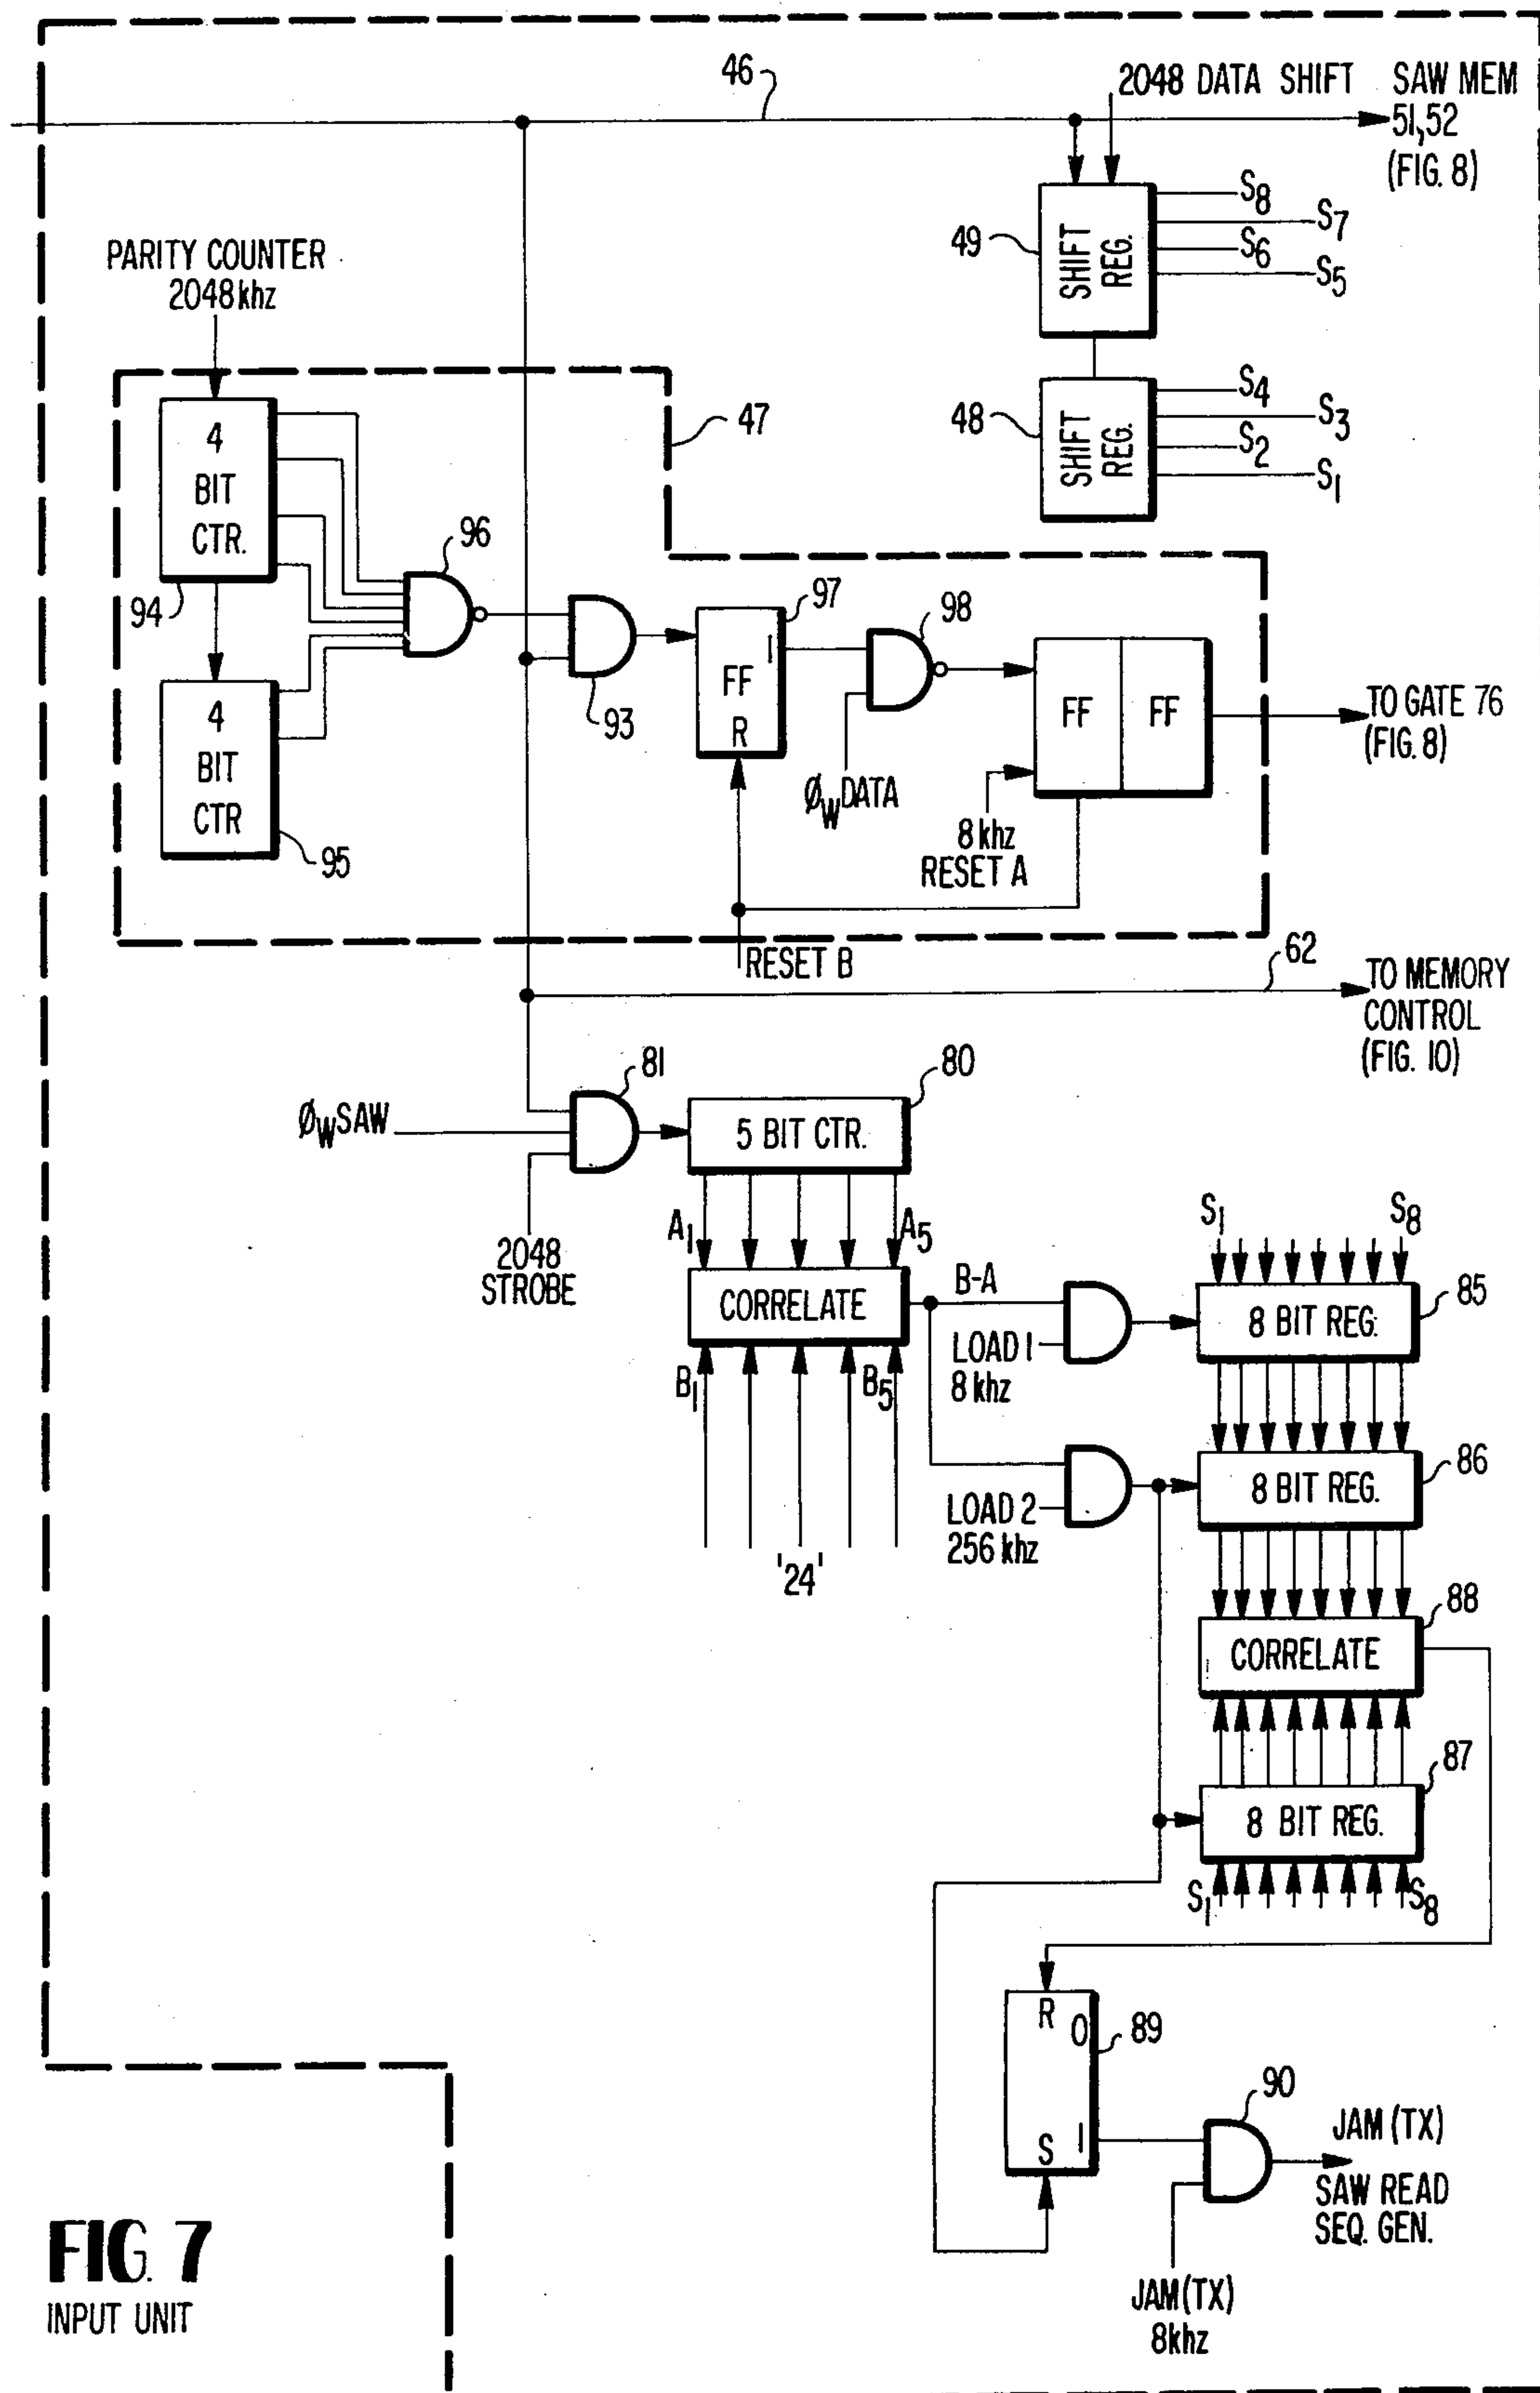 46
2048 DATA SHIFT
SAW MEM
51,52
(FIG. 8)
S8
S7
49
SHIFT
REG.
S6
S5
PARITY COUNTER
2048 khz
S4
S3
48
SHIFT
REG.
S2
S1
47
4
BIT
CTR.
94
96
93
97
1
FF
R
98
ØW DATA
FF
FF
TO GATE 76
(FIG. 8)
4
BIT
CTR
95
8 khz
RESET A
RESET B
62
TO MEMORY
CONTROL
(FIG. 10)
81
80
ØW SAW
5 BIT CTR.
2048
STROBE
A1
A5
CORRELATE
B-A
B1
B5
'24'
LOAD 1
8 khz
LOAD 2
256 khz
S1
S8
8 BIT REG.
85
8 BIT REG.
86
88
CORRELATE
87
8 BIT REG.
S1
S8
R
0
89
S
1
90
JAM (TX)
SAW READ
SEQ. GEN.
JAM (TX)
8khz
FIG. 7
INPUT UNIT